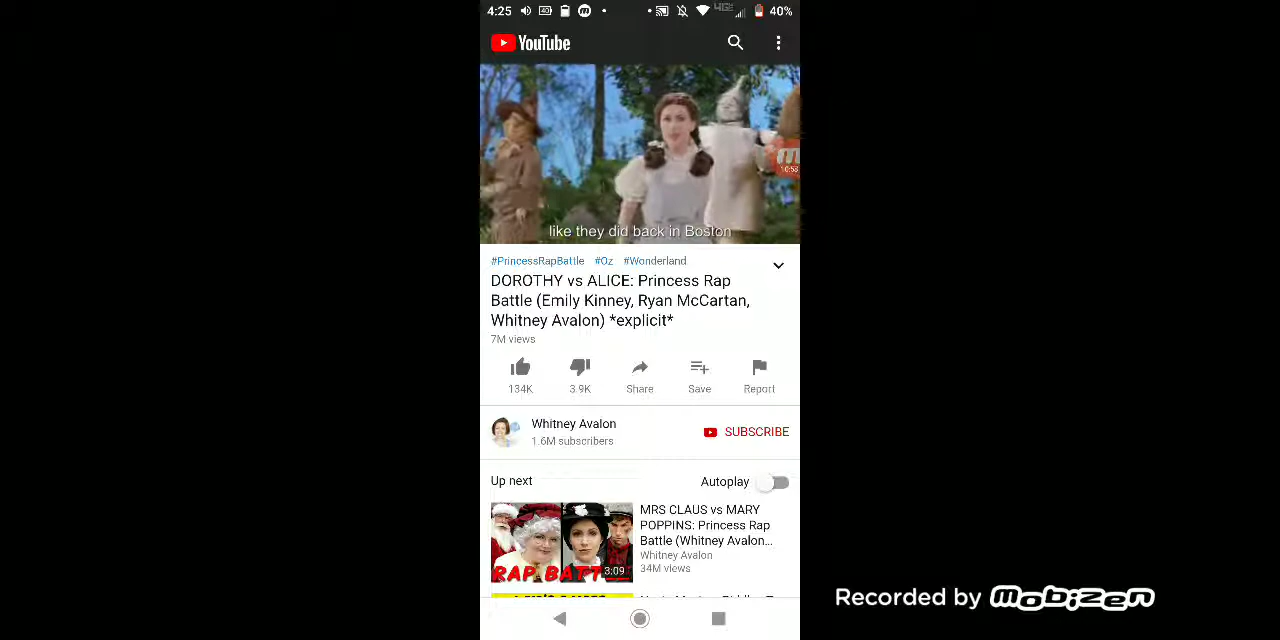 4:25
40%
YouTube
10:53
like they did back in Boston
#PrincessRapBattle #Oz #Wonderland
DOROTHY vs ALICE: Princess Rap
Battle (Emily Kinney, Ryan McCartan,
Whitney Avalon) *explicit*
7M views
134K 3.9K Share Save Report
Whitney Avalon
1.6M subscribers
SUBSCRIBE
Up next
Autoplay
MRS CLAUS vs MARY
POPPINS: Princess Rap
Battle (Whitney Avalon...
Whitney Avalon
34M views
RAP BATT
3:09
Recorded by mobizen